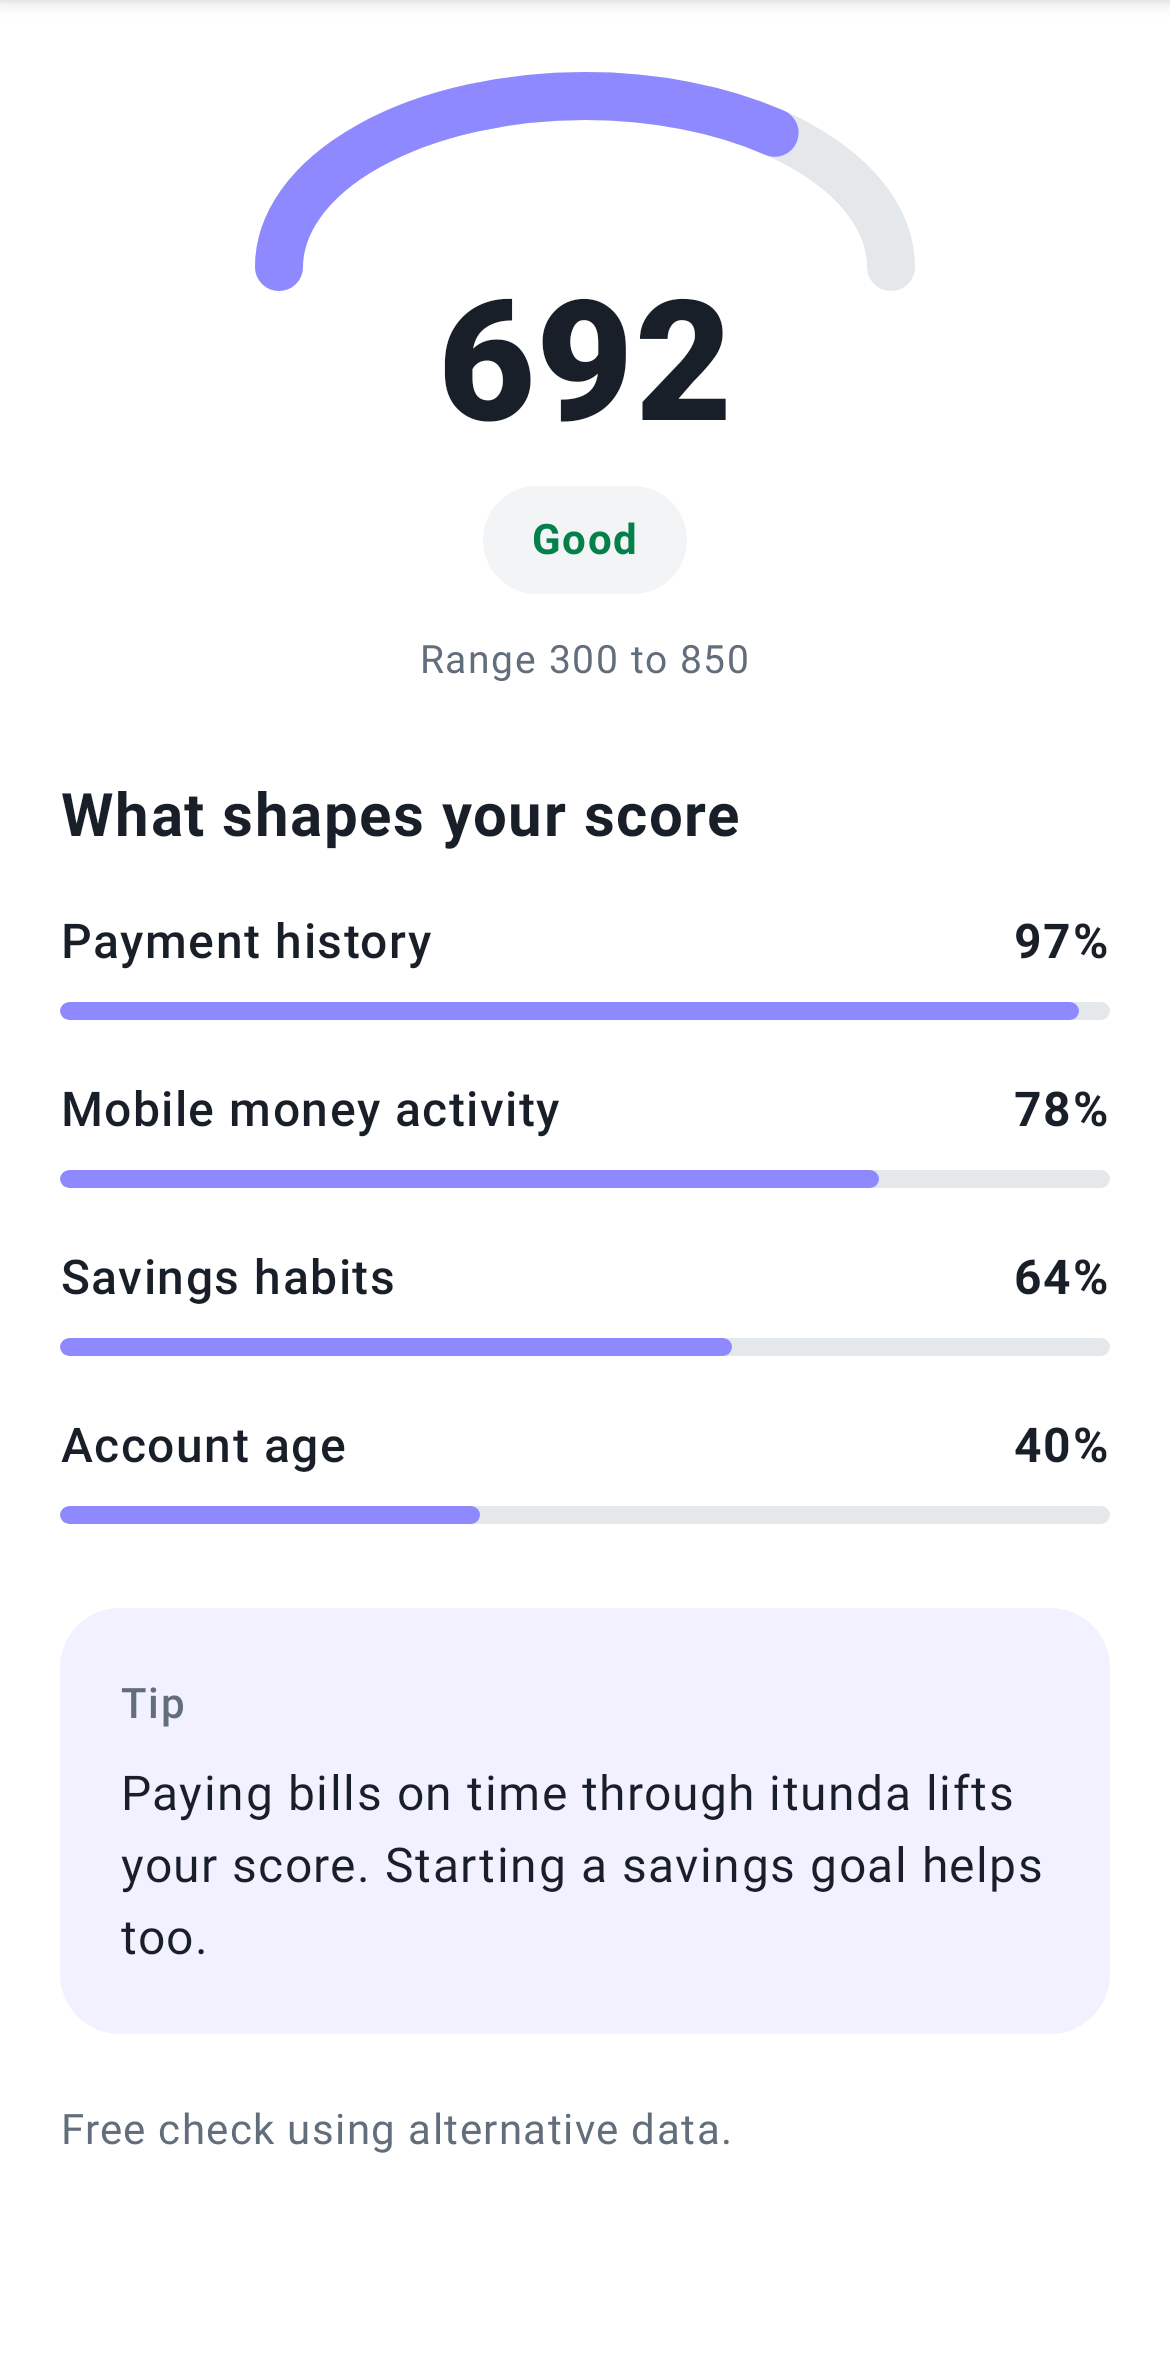 692
Good
Range 300 to 850
What shapes your score
Payment history 97%
Mobile money activity 78%
Savings habits 64%
Account age 40%
Tip
Paying bills on time through itunda lifts
your score. Starting a savings goal helps
too.
Free check using alternative data.